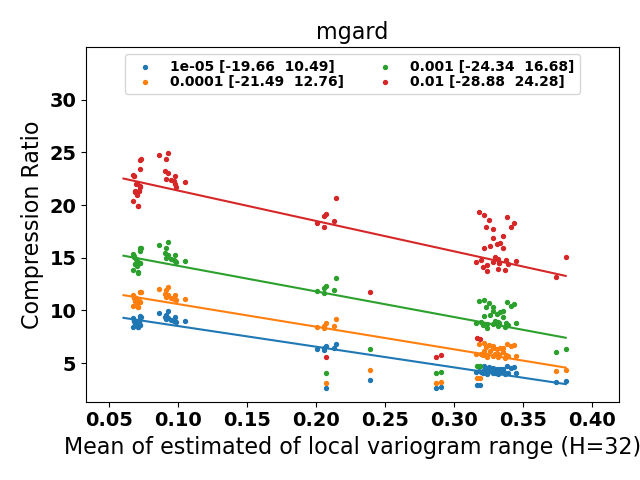 mgard
1e-05 [-19.66  10.49]
0.0001 [-21.49  12.76]
0.001 [-24.34  16.68]
0.01 [-28.88  24.28]
Compression Ratio
30
25
20
15
10
5
0.05 0.10 0.15 0.20 0.25 0.30 0.35 0.40
Mean of estimated of local variogram range (H=32)